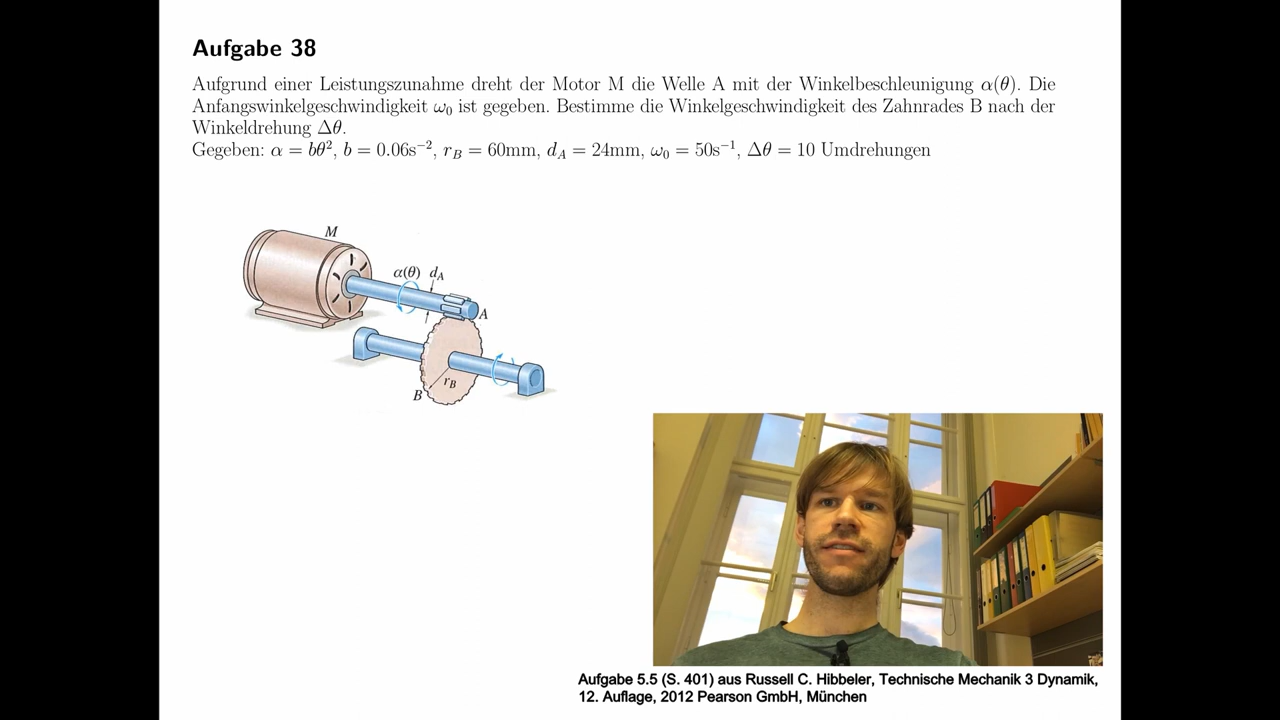 Aufgabe 38
Aufgrund einer Leistungszunahme dreht der Motor M die Welle A mit der Winkelbeschleunigung α(θ). Die
Anfangswinkelgeschwindigkeit ω₀ ist gegeben. Bestimme die Winkelgeschwindigkeit des Zahnrades B nach der
Winkeldrehung Δθ.
Gegeben: α = bθ², b = 0.06s⁻², r_B = 60mm, d_A = 24mm, ω₀ = 50s⁻¹, Δθ = 10 Umdrehungen
M
α(θ) d_A
A
r_B
B
Aufgabe 5.5 (S. 401) aus Russell C. Hibbeler, Technische Mechanik 3 Dynamik,
12. Auflage, 2012 Pearson GmbH, München